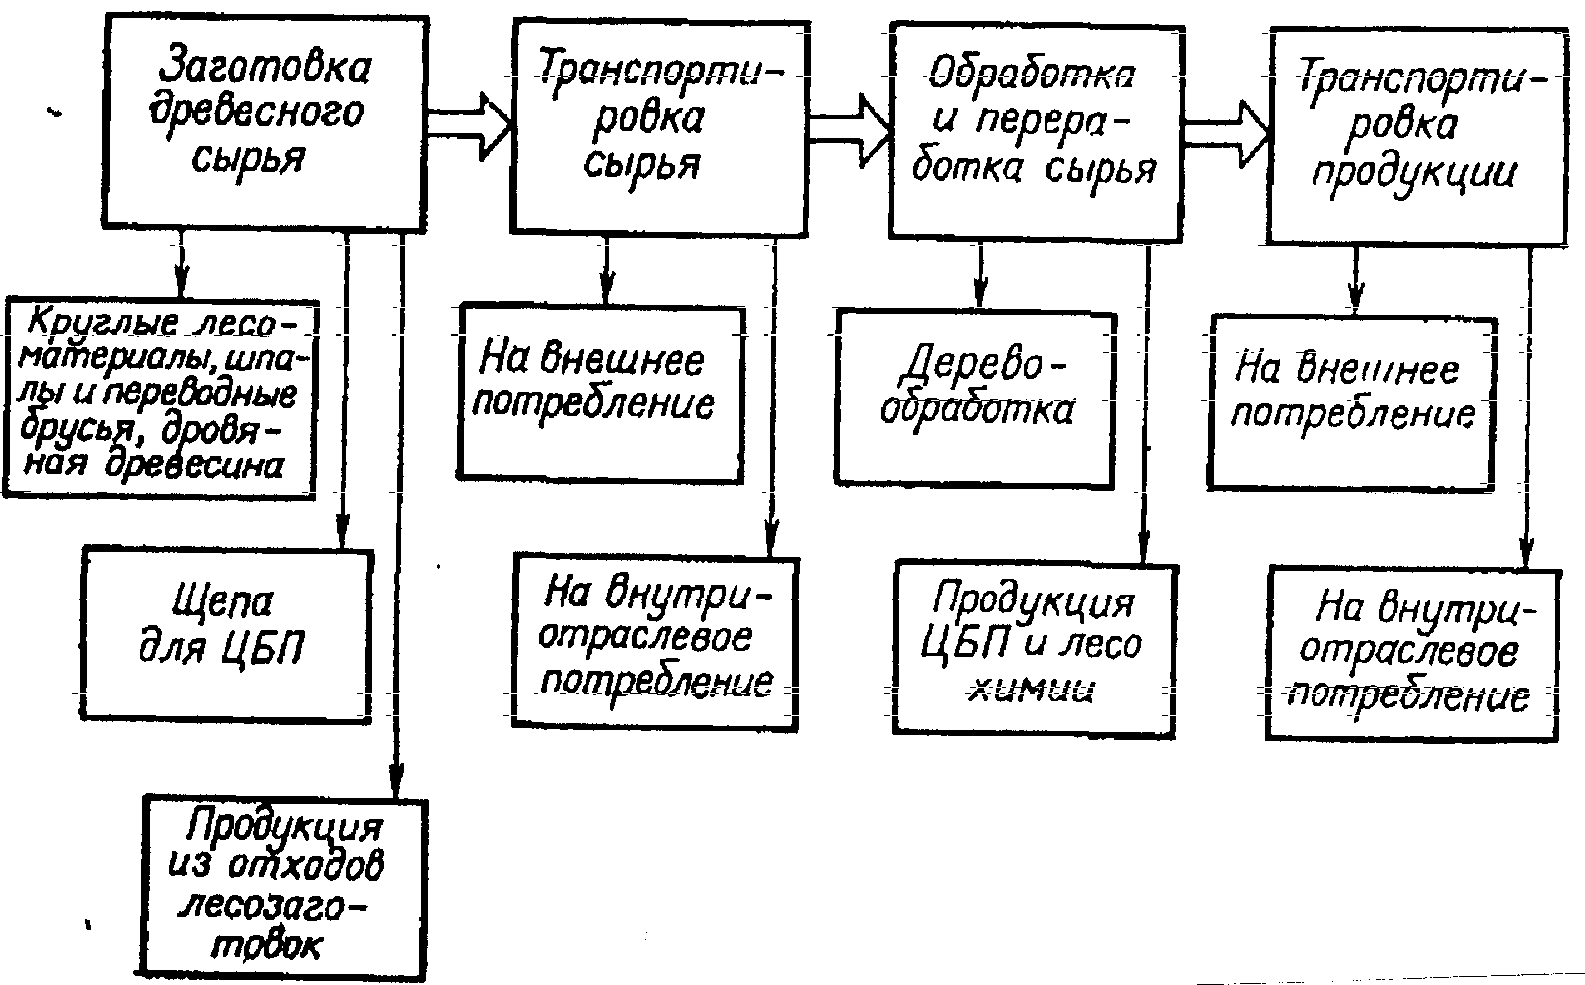 Заготовка
древесного
сырья
Транспорти-
ровка
сырья
Обработка
и перера-
ботка сырья
Транспорти-
ровка
продукции
Круглые лесо-
материалы, шпа-
лы и переводные
брусья, дровя-
ная древесина
Щепа
для ЦБП
Продукция
из отходов
лесозаго-
товок
На внешнее
потребление
На внутри-
отраслевое
потребление
Дерево-
обработка
Продукция
ЦБП и лесо
химии
На внешнее
потребление
На внутри-
отраслевое
потребление